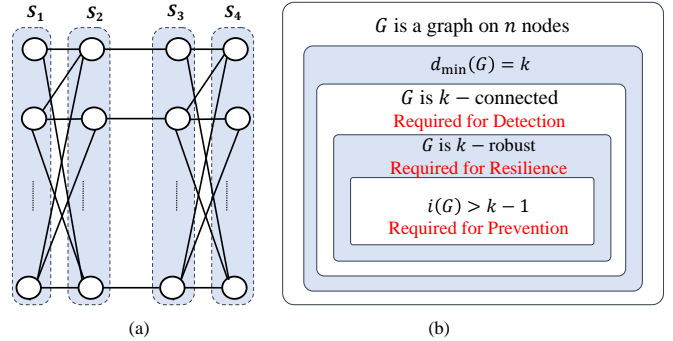 S₁ S₂ S₃ S₄
(a)
G is a graph on n nodes
d_min(G) = k
G is k − connected
Required for Detection
G is k − robust
Required for Resilience
i(G) > k − 1
Required for Prevention
(b)